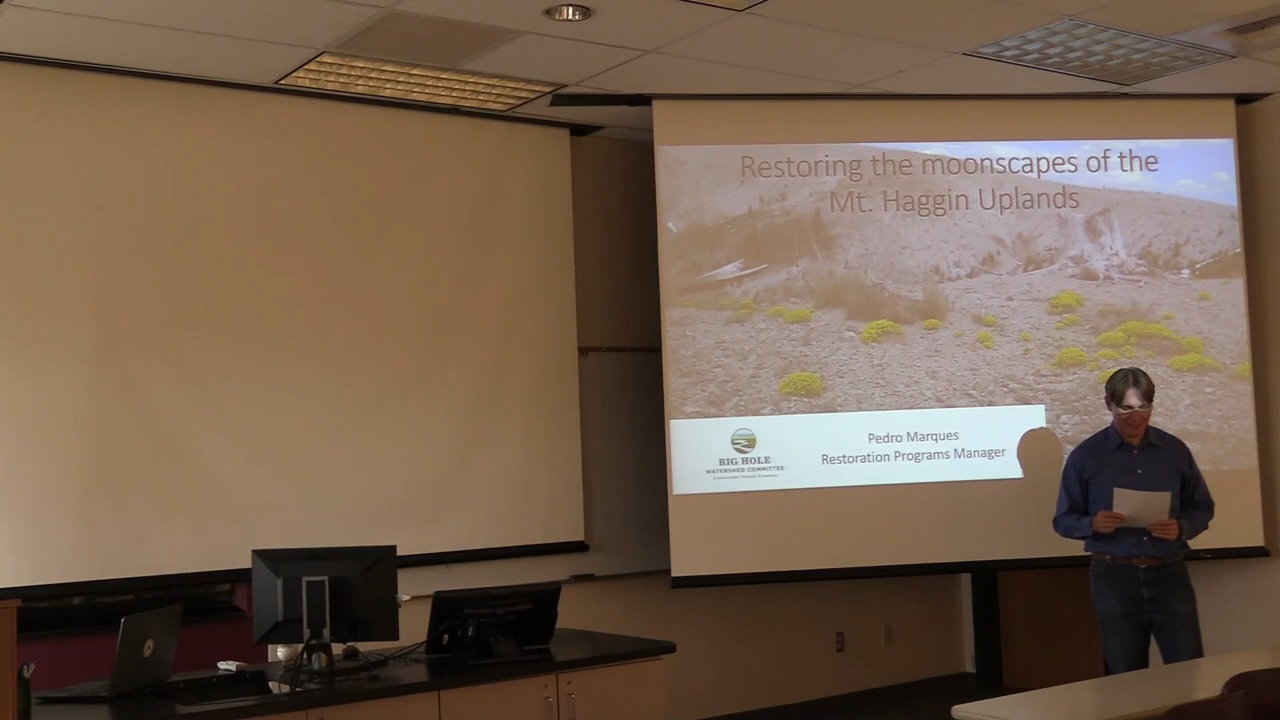 Restoring the moonscapes of the
Mt. Haggin Uplands
Pedro Marques
Restoration Programs Manager
BIG HOLE
WATERSHED COMMITTEE